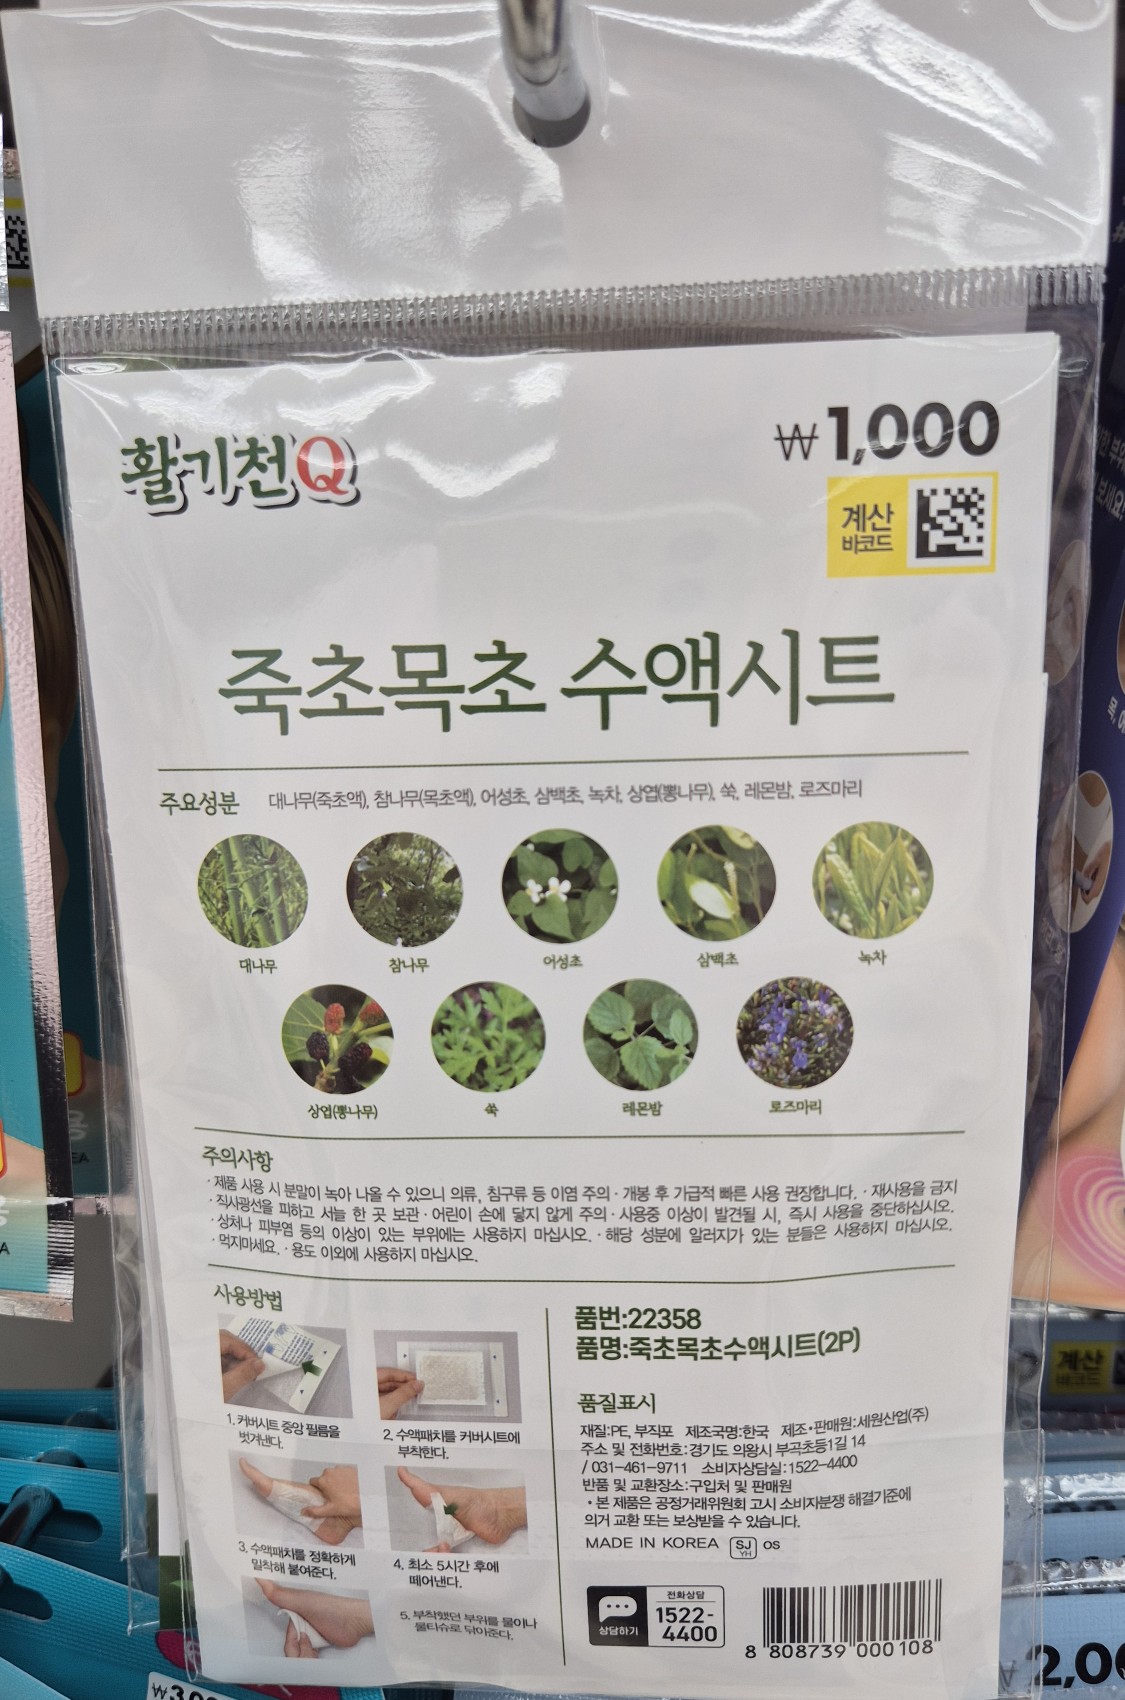 활기천Q
₩1,000
계산
바코드
죽초목초 수액시트
주요성분 대나무(죽초액), 참나무(목초액), 어성초, 삼백초, 녹차, 상엽(뽕나무), 쑥, 레몬밤, 로즈마리
대나무 참나무 어성초 삼백초 녹차
상엽(뽕나무) 쑥 레몬밤 로즈마리
주의사항
· 제품 사용 시 분말이 녹아 나올 수 있으니 의류, 침구류 등 이염 주의 · 개봉 후 가급적 빠른 사용 권장합니다. · 재사용을 금지
· 직사광선을 피하고 서늘 한 곳 보관 · 어린이 손에 닿지 않게 주의 · 사용중 이상이 발견될 시, 즉시 사용을 중단하십시오.
· 상처나 피부염 등의 이상이 있는 부위에는 사용하지 마십시오. · 해당 성분에 알러지가 있는 분들은 사용하지 마십시오.
· 먹지마세요. · 용도 이외에 사용하지 마십시오.
사용방법
1. 커버시트 중앙 필름을
벗겨낸다.
2. 수액패치를 커버시트에
부착한다.
3. 수액패치를 정확하게
밀착해 붙여준다.
4. 최소 5시간 후에
떼어낸다.
5. 부착했던 부위를 물이나
물티슈로 닦아준다.
품번:22358
품명:죽초목초수액시트(2P)
품질표시
재질:PE, 부직포 제조국명:한국 제조•판매원:세원산업(주)
주소 및 전화번호:경기도 의왕시 부곡초등1길 14
/ 031-461-9711 소비자상담실:1522-4400
반품 및 교환장소:구입처 및 판매원
• 본 제품은 공정거래위원회 고시 소비자분쟁 해결기준에
의거 교환 또는 보상받을 수 있습니다.
MADE IN KOREA SJ YH OS
상담하기
전화상담
1522-
4400
8 808739 000108
계산
바코드
₩2,0
₩3,0